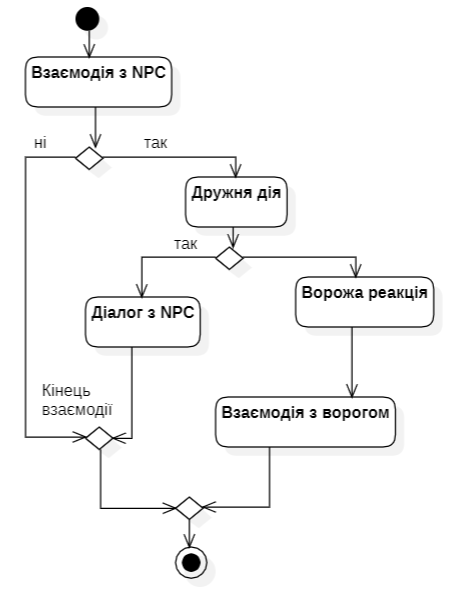 Взаємодія з NPC
ні
так
Дружня дія
так
Ворожа реакція
Діалог з NPC
Кінець
взаємодії
Взаємодія з ворогом